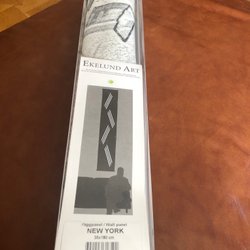 EKELUND ART
Väggpanel / Wall panel
NEW YORK
35x180 cm